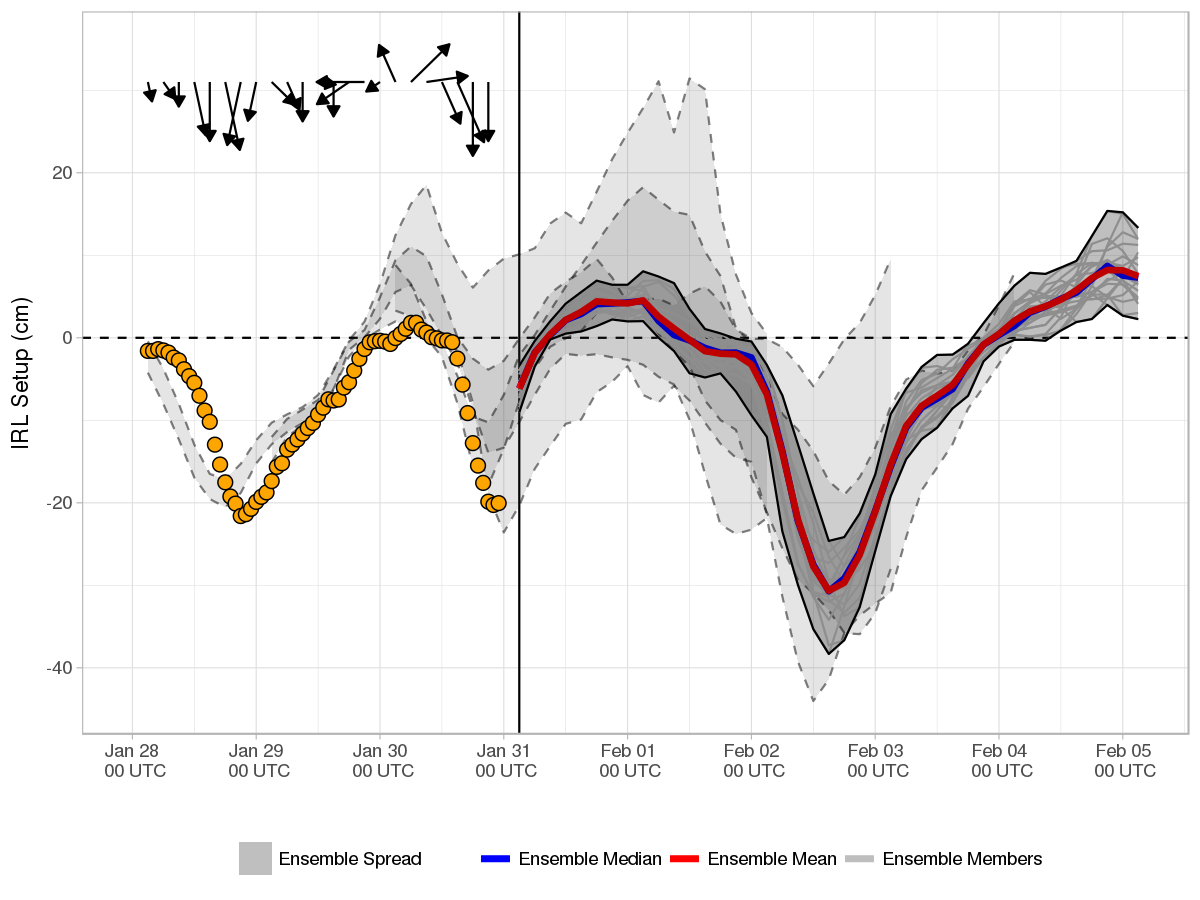 IRL Setup (cm)
20
0
-20
-40
Jan 28
00 UTC
Jan 29
00 UTC
Jan 30
00 UTC
Jan 31
00 UTC
Feb 01
00 UTC
Feb 02
00 UTC
Feb 03
00 UTC
Feb 04
00 UTC
Feb 05
00 UTC
Ensemble Spread
Ensemble Median
Ensemble Mean
Ensemble Members